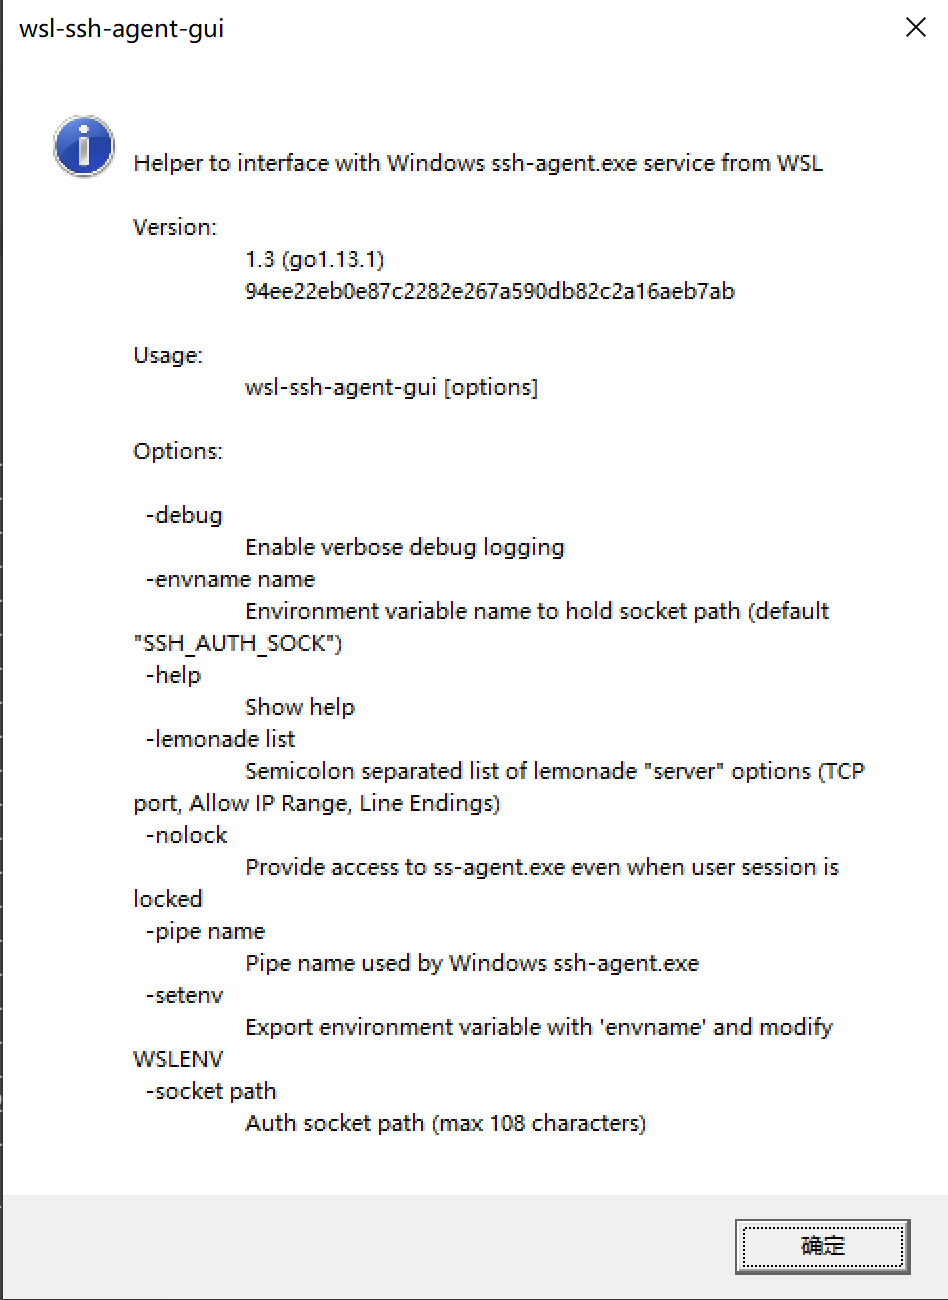 wsl-ssh-agent-gui
Helper to interface with Windows ssh-agent.exe service from WSL
Version:
1.3 (go1.13.1)
94ee22eb0e87c2282e267a590db82c2a16aeb7ab
Usage:
wsl-ssh-agent-gui [options]
Options:
-debug
Enable verbose debug logging
-envname name
Environment variable name to hold socket path (default
"SSH_AUTH_SOCK")
-help
Show help
-lemonade list
Semicolon separated list of lemonade "server" options (TCP
port, Allow IP Range, Line Endings)
-nolock
Provide access to ss-agent.exe even when user session is
locked
-pipe name
Pipe name used by Windows ssh-agent.exe
-setenv
Export environment variable with 'envname' and modify
WSLENV
-socket path
Auth socket path (max 108 characters)
确定